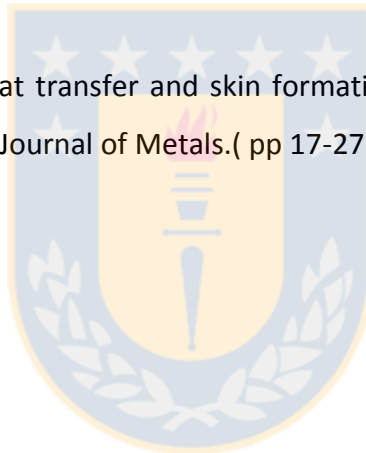 at transfer and skin formati
Journal of Metals.( pp 17-27